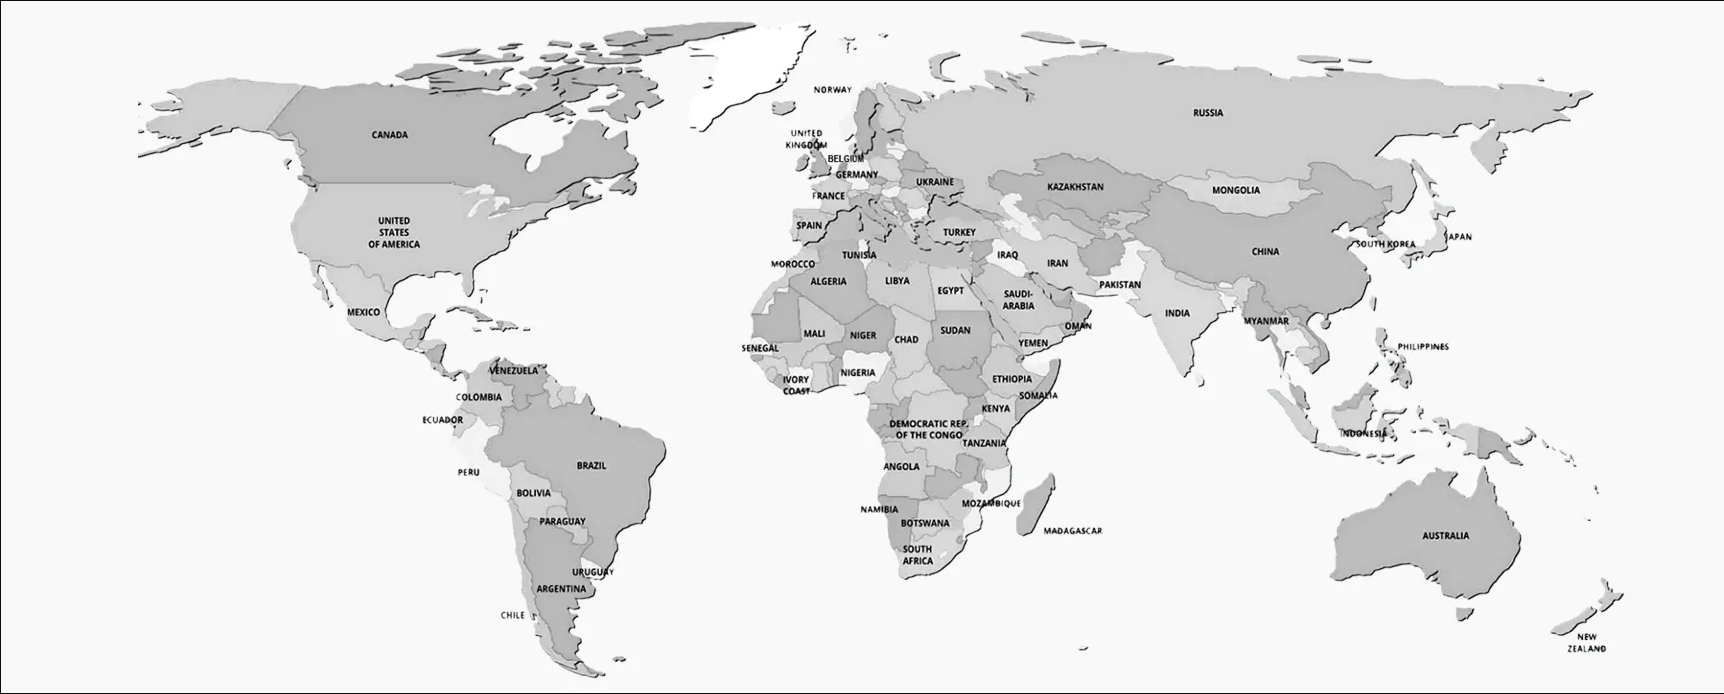 NORWAY
RUSSIA
CANADA
UNITED
KINGDOM
BELGIUM
GERMANY
UKRAINE
KAZAKHSTAN
MONGOLIA
FRANCE
UNITED
STATES
OF AMERICA
SPAIN
TURKEY
SOUTH KOREA
JAPAN
CHINA
TUNISIA
IRAQ
MOROCCO
IRAN
ALGERIA
LIBYA
EGYPT
PAKISTAN
SAUDI-
ARABIA
MEXICO
INDIA
MYANMAR
OMAN
MALI
NIGER
CHAD
SUDAN
YEMEN
SENEGAL
PHILIPPINES
VENEZUELA
NIGERIA
IVORY
COAST
ETHIOPIA
SOMALIA
COLOMBIA
KENYA
ECUADOR
DEMOCRATIC REP.
OF THE CONGO
INDONESIA
TANZANIA
BRAZIL
ANGOLA
PERU
BOLIVIA
MOZAMBIQUE
NAMIBIA
PARAGUAY
BOTSWANA
MADAGASCAR
AUSTRALIA
SOUTH
AFRICA
URUGUAY
ARGENTINA
CHILE
NEW
ZEALAND